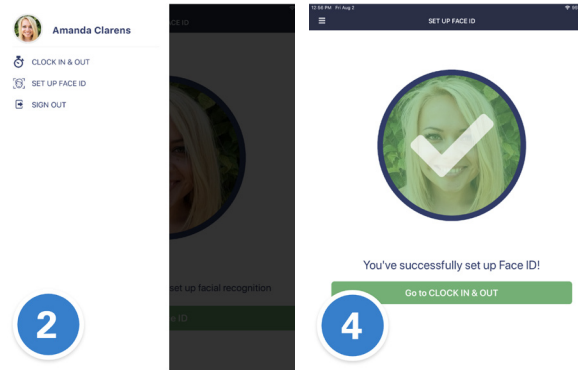 Amanda Clarens
CLOCK IN & OUT
SET UP FACE ID
SIGN OUT
CE ID
set up facial recognition
e ID
2
12:56 PM Fri Aug 2
SET UP FACE ID
You've successfully set up Face ID!
Go to CLOCK IN & OUT
4